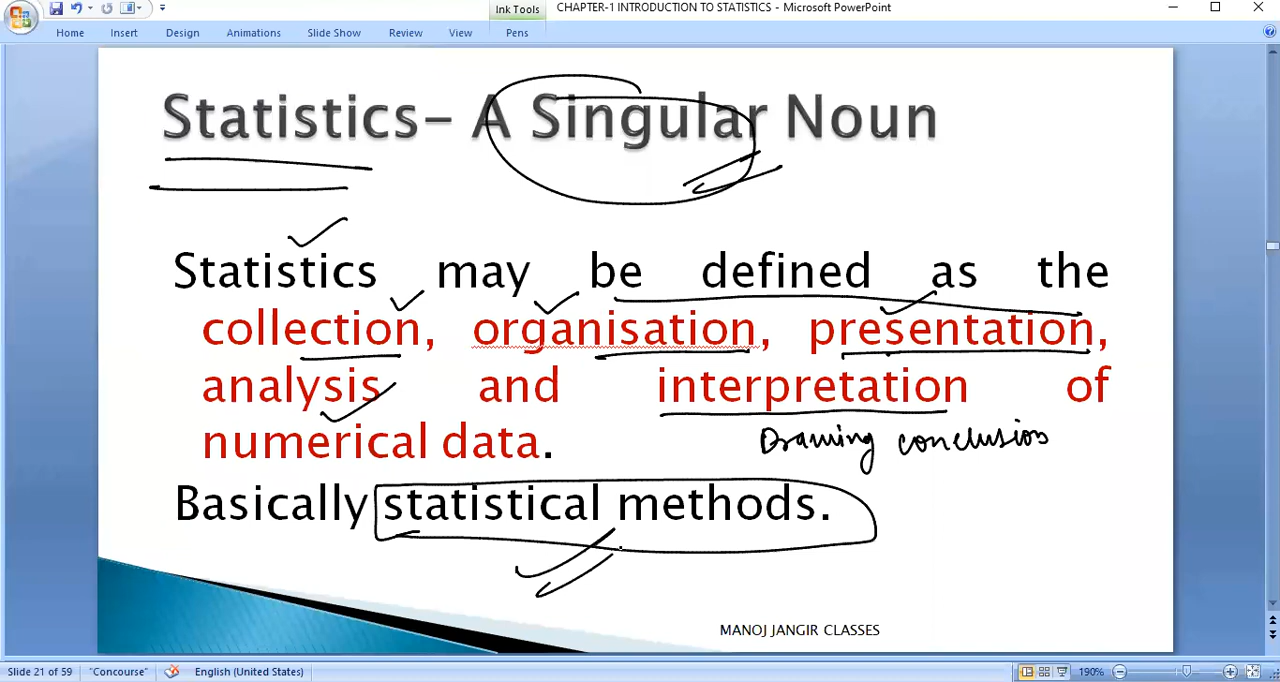 Ink Tools
CHAPTER-1 INTRODUCTION TO STATISTICS - Microsoft PowerPoint
Home Insert Design Animations Slide Show Review View Pens
Statistics- A Singular Noun
Statistics may be defined as the
collection, organisation, presentation,
analysis and interpretation of
numerical data.
Drawing conclusion
Basically statistical methods.
MANOJ JANGIR CLASSES
Slide 21 of 59 "Concourse" English (United States) 190%